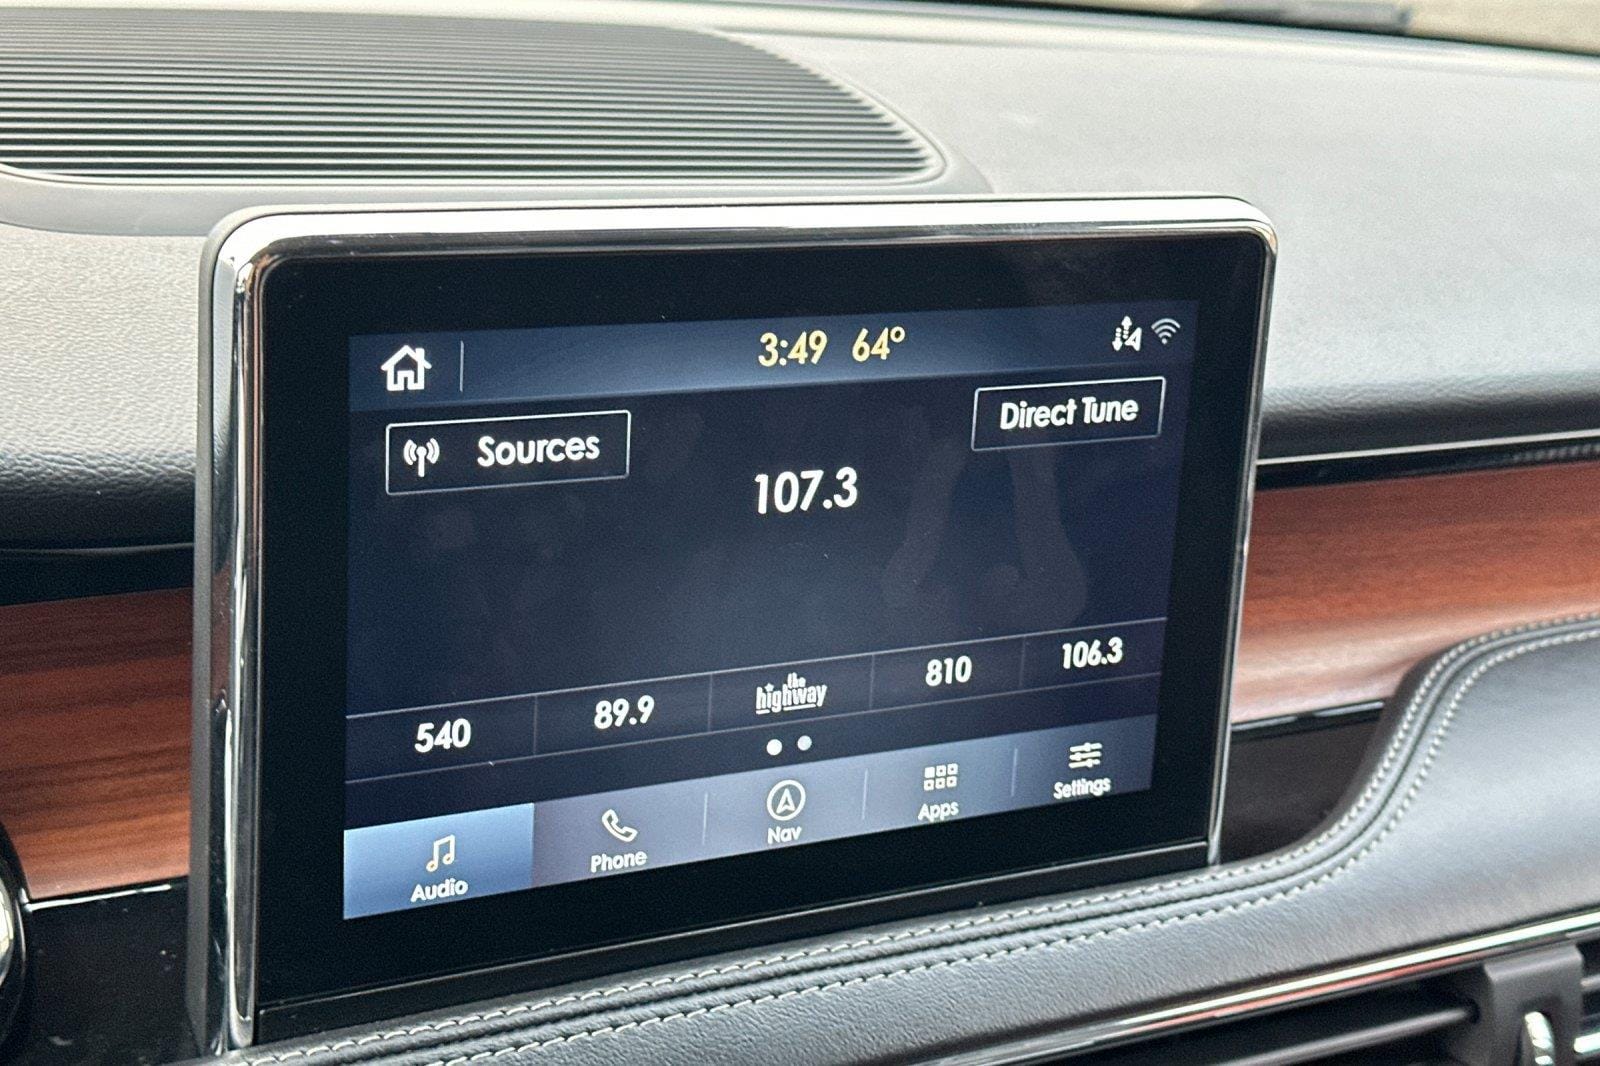 3:49 64°
Sources
Direct Tune
107.3
540
89.9
the
highway
810
106.3
Audio
Phone
Nav
Apps
Settings